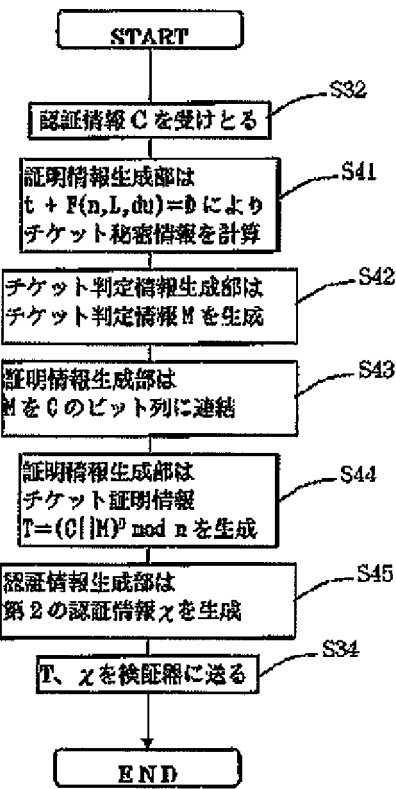 START
S32
認証情報Cを受けとる
S41
証明情報生成部は
t + F(n,L,du)=Dにより
チケット秘密情報を計算
S42
チケット判定情報生成部は
チケット判定情報Mを生成
S43
証明情報生成部は
MをCのビット列に連結
S44
証明情報生成部は
チケット証明情報
T=(C||M)ᴰ mod nを生成
S45
認証情報生成部は
第2の認証情報χを生成
S34
T、χを検証器に送る
END